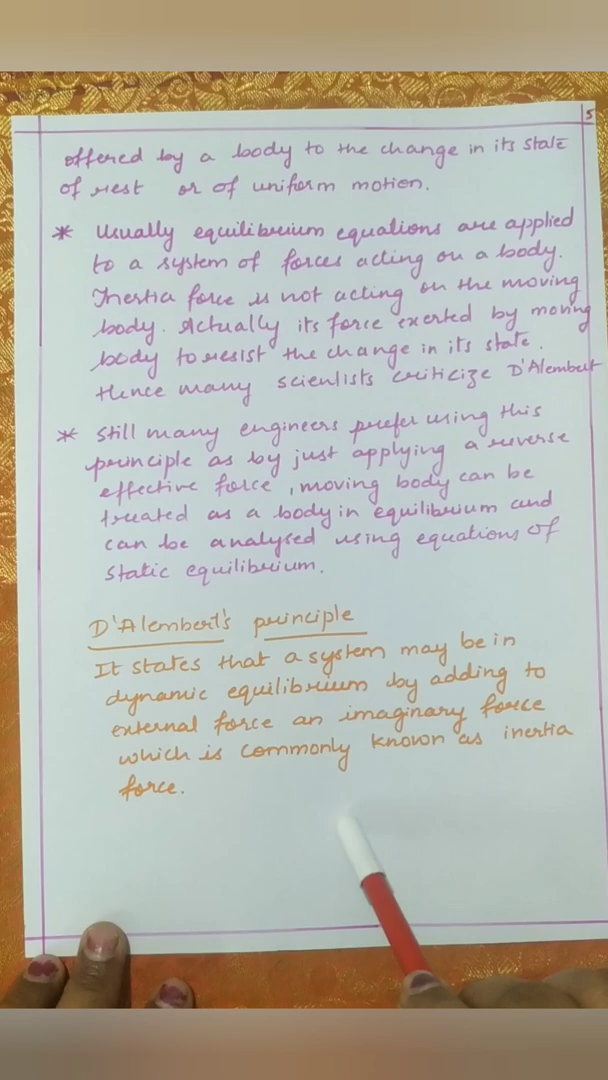 5
offered by a body to the change in its state
of rest or of uniform motion.
* Usually equilibrium equations are applied
to a system of forces acting on a body.
Inertia force is not acting on the moving
body. Actually its force exerted by moving
body to resist the change in its state.
Hence many scientists criticize D'Alembert
* Still many engineers prefer using this
principle as by just applying a reverse
effective force, moving body can be
treated as a body in equilibrium and
can be analysed using equations of
static equilibrium.
D'Alembert's principle
It states that a system may be in
dynamic equilibrium by adding to
external force an imaginary force
which is commonly known as inertia
force.